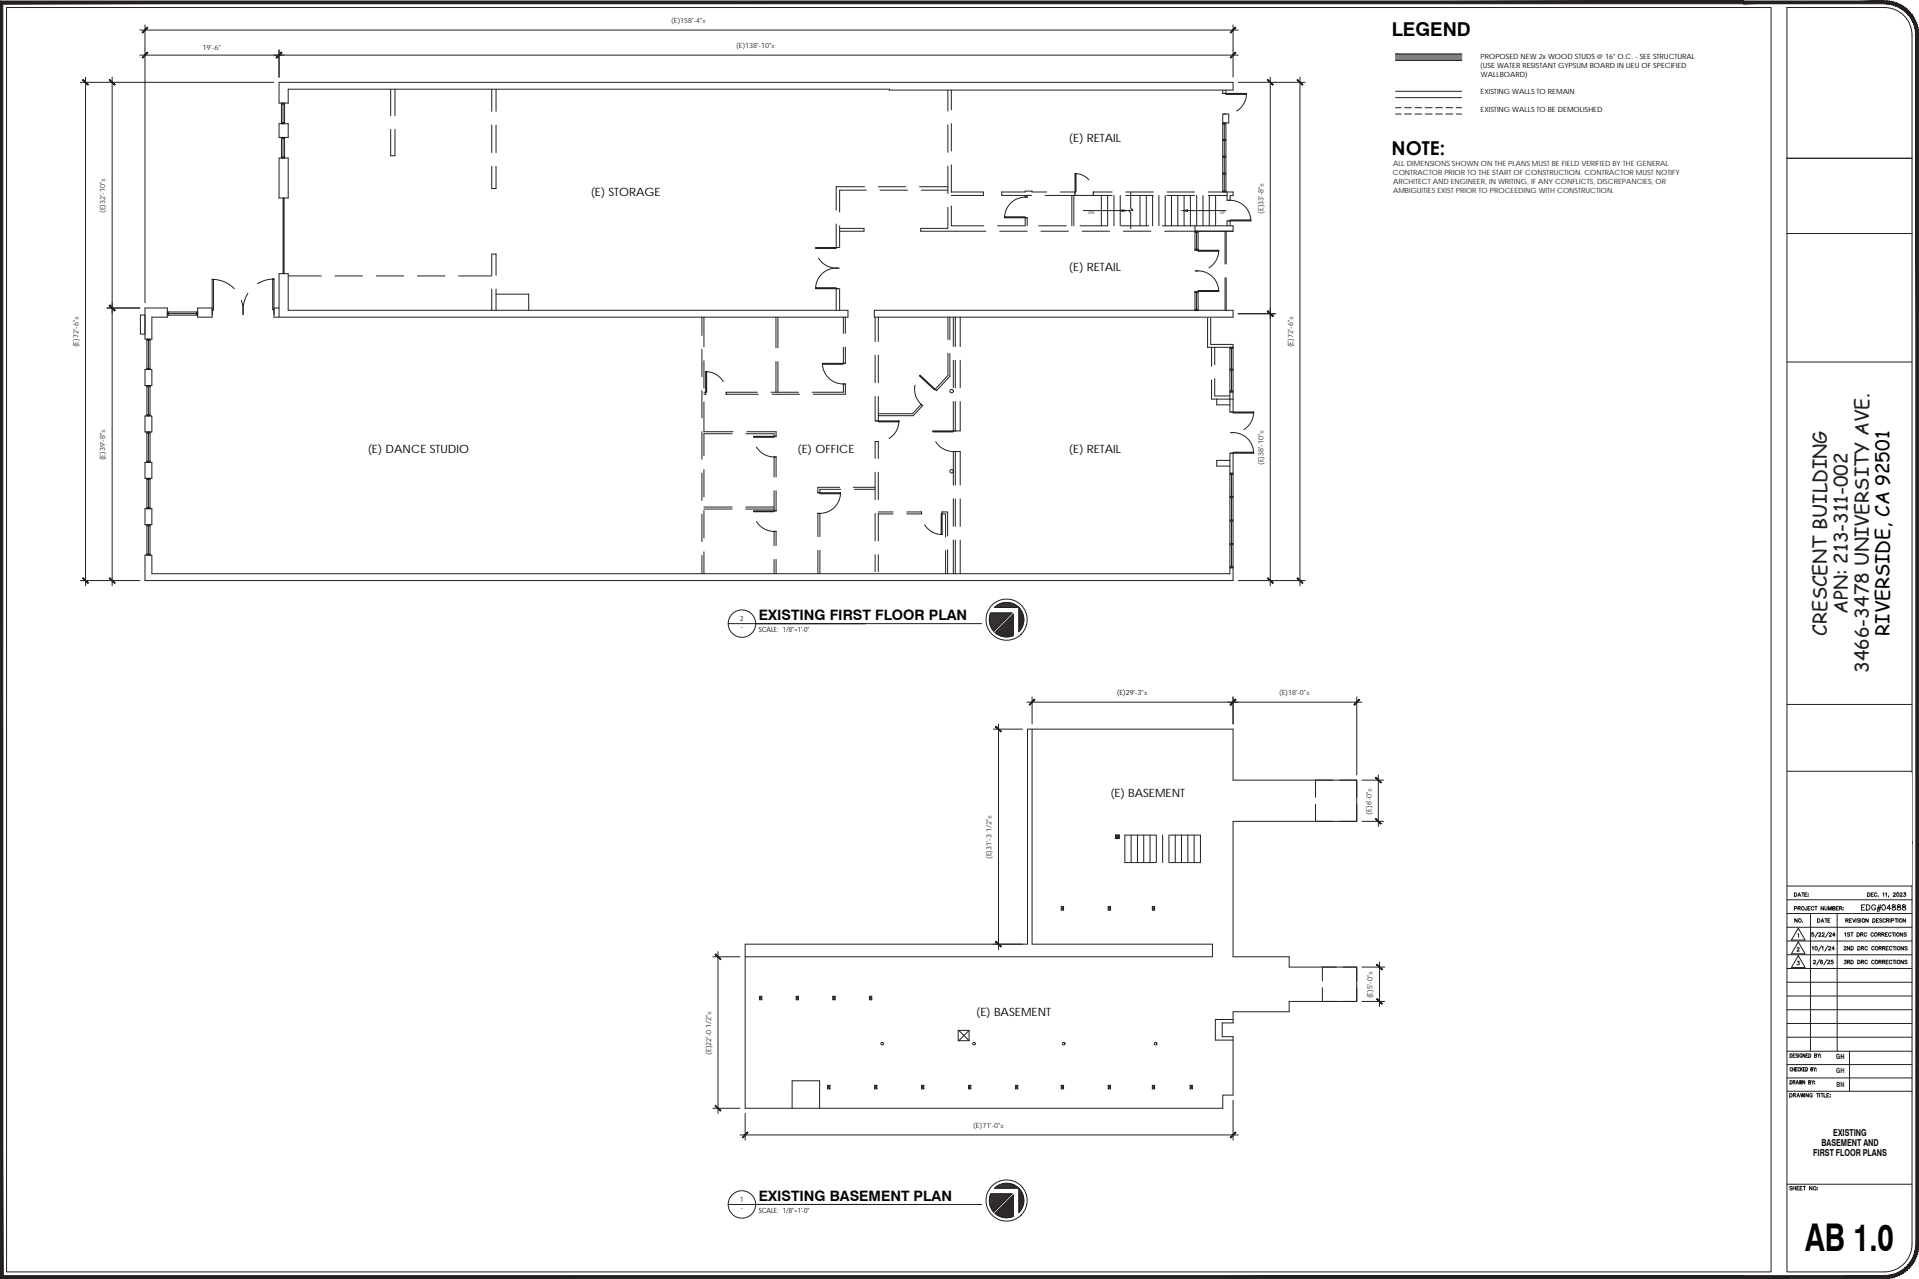 (E)158'-4"±
19'-6"
(E)138'-10"±
(E)32'-10"±
(E)72'-6"±
(E)39'-8"±
(E) STORAGE
(E) RETAIL
(E) RETAIL
(E)33'-8"±
(E)72'-6"±
(E)38'-10"±
(E) DANCE STUDIO
(E) OFFICE
(E) RETAIL
2
-
EXISTING FIRST FLOOR PLAN
SCALE: 1/8"=1'-0"
(E)29'-3"±
(E)18'-0"±
(E) BASEMENT
(E)6'-0"±
(E)31'-3 1/2"±
(E)5'-0"±
(E) BASEMENT
(E)22'-0 1/2"±
(E)71'-0"±
1
-
EXISTING BASEMENT PLAN
SCALE: 1/8"=1'-0"
LEGEND
PROPOSED NEW 2x WOOD STUDS @ 16" O.C. - SEE STRUCTURAL
(USE WATER RESISTANT GYPSUM BOARD IN LIEU OF SPECIFIED
WALLBOARD)
EXISTING WALLS TO REMAIN
EXISTING WALLS TO BE DEMOLISHED
NOTE:
ALL DIMENSIONS SHOWN ON THE PLANS MUST BE FIELD VERIFIED BY THE GENERAL
CONTRACTOR PRIOR TO THE START OF CONSTRUCTION. CONTRACTOR MUST NOTIFY
ARCHITECT AND ENGINEER, IN WRITING, IF ANY CONFLICTS, DISCREPANCIES, OR
AMBIGUITIES EXIST PRIOR TO PROCEEDING WITH CONSTRUCTION.
CRESCENT BUILDING
APN: 213-311-002
3466-3478 UNIVERSITY AVE.
RIVERSIDE, CA 92501
DATE: DEC. 11, 2023
PROJECT NUMBER: EDG#04888
NO. DATE REVISION DESCRIPTION
1 5/22/24 1ST DRC CORRECTIONS
2 10/1/24 2ND DRC CORRECTIONS
3 2/6/25 3RD DRC CORRECTIONS
DESIGNED BY: GH
CHECKED BY: GH
DRAWN BY: BN
DRAWING TITLE:
EXISTING
BASEMENT AND
FIRST FLOOR PLANS
SHEET NO:
AB 1.0